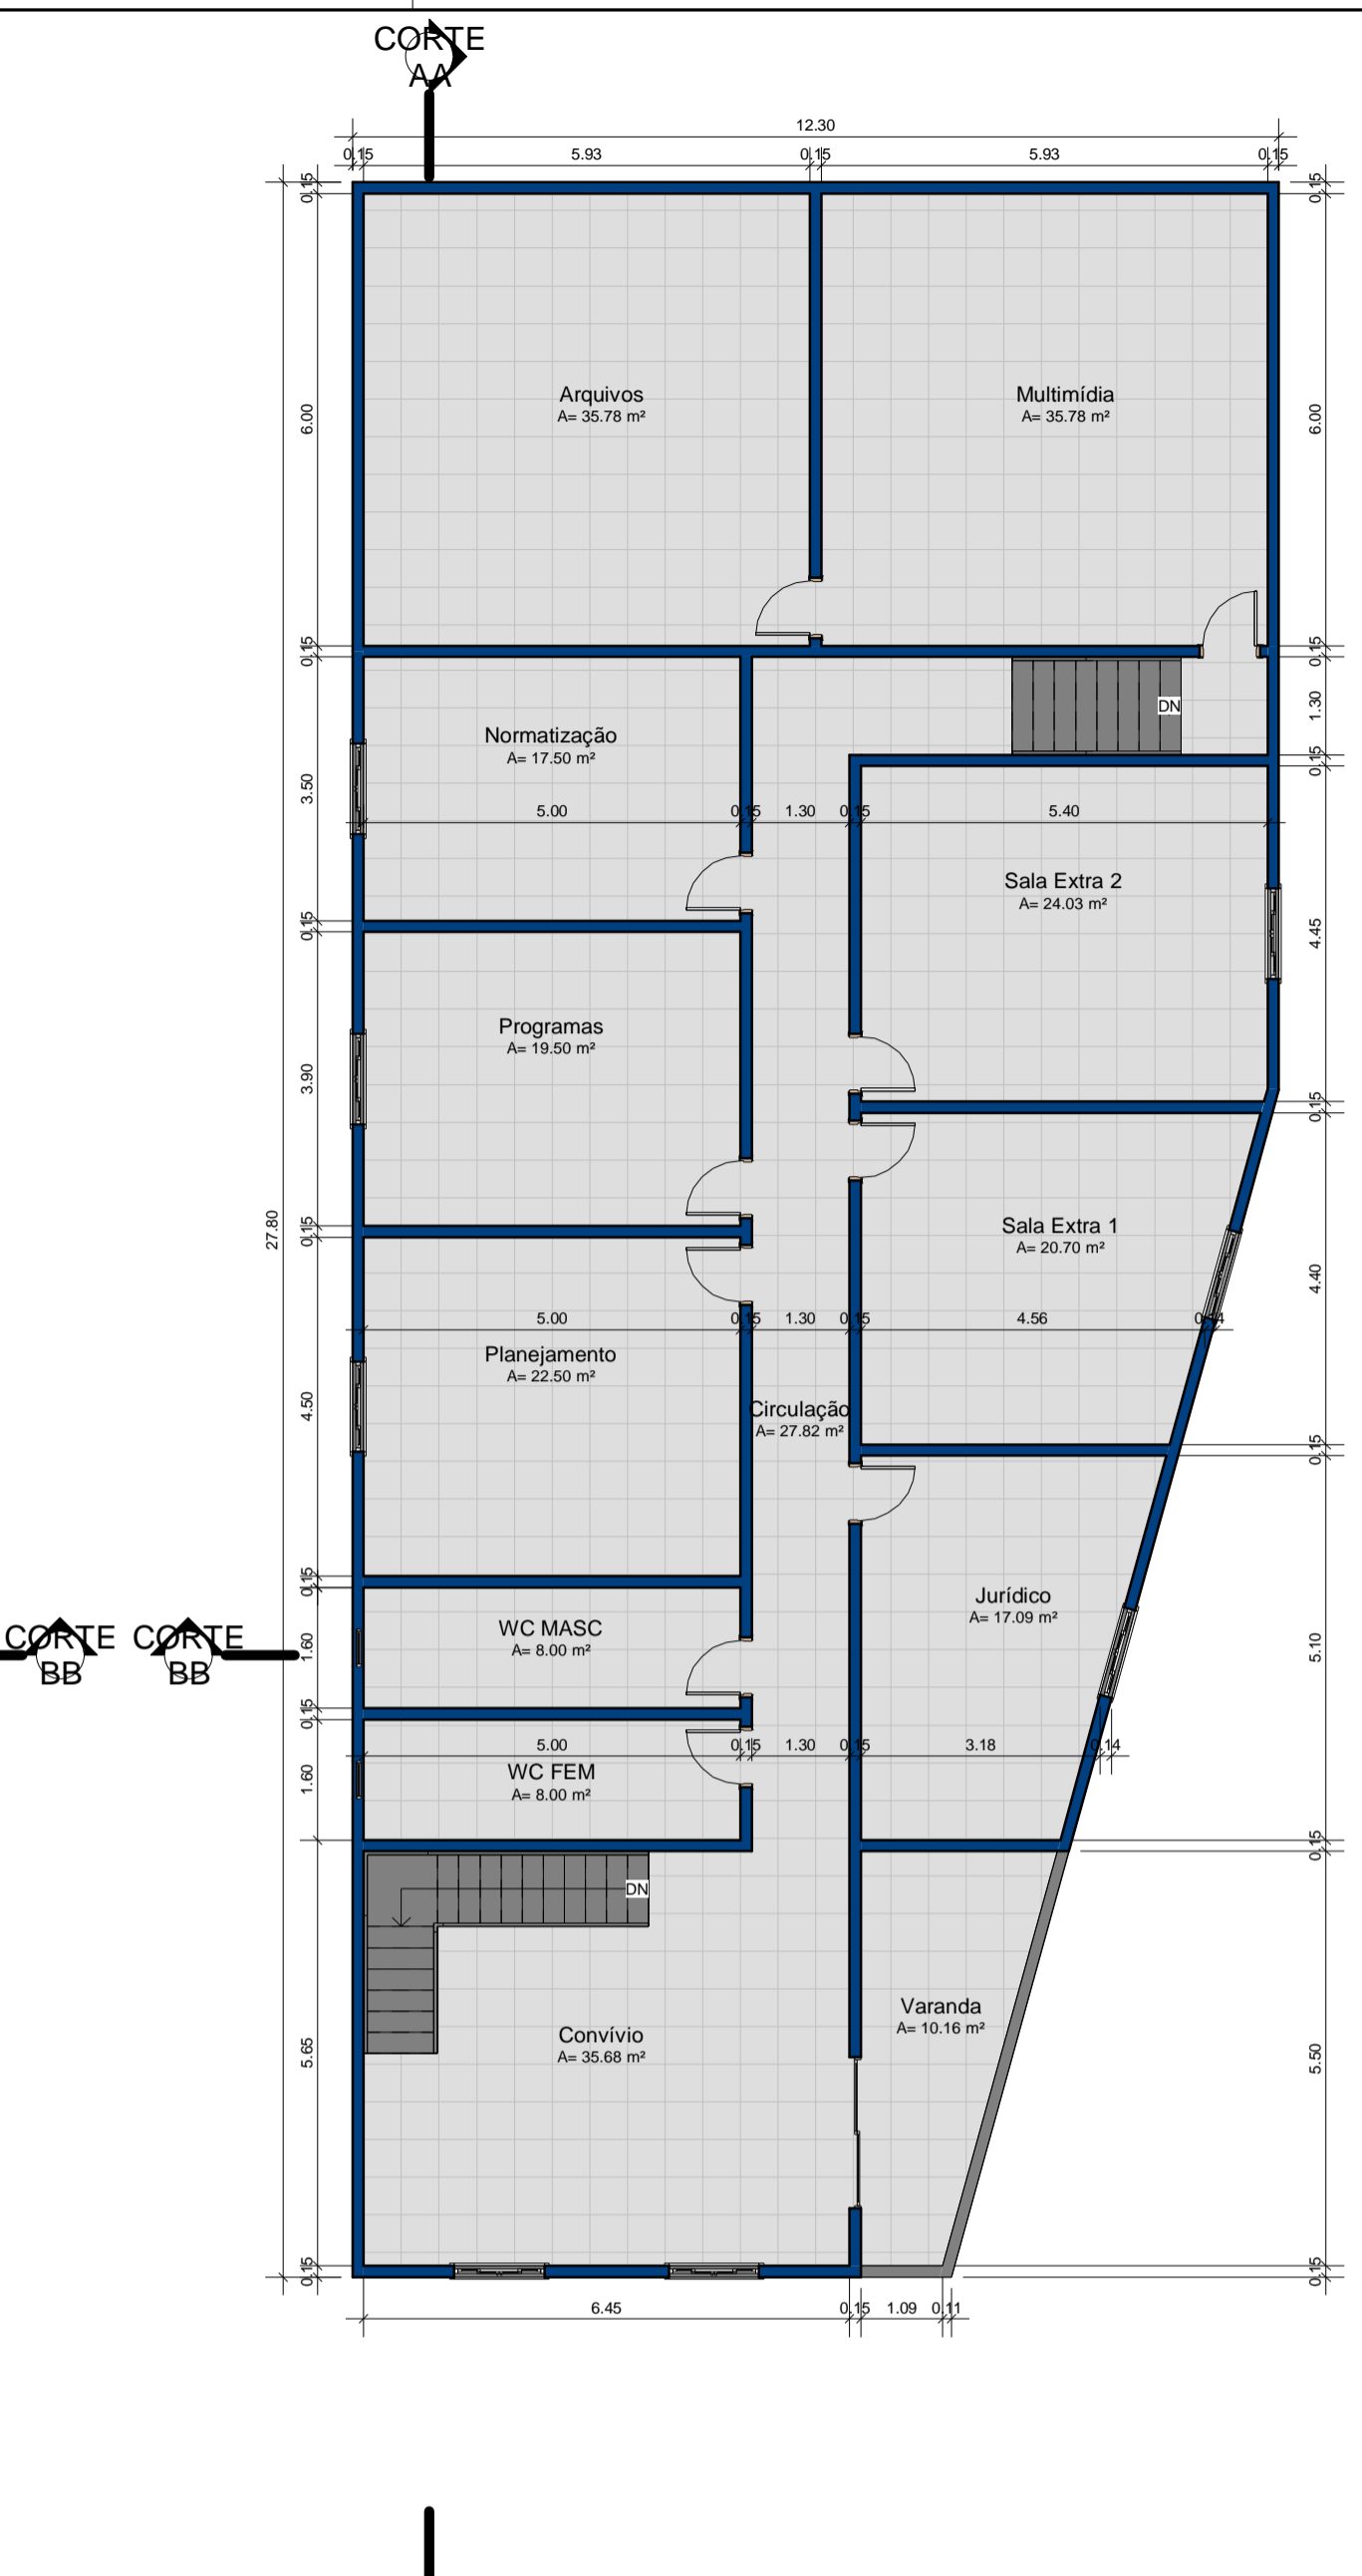 CORTE
AA
12.30
0.15
5.93
0.15
5.93
0.15
0.15
0.15
Arquivos
A= 35.78 m²
Multimídia
A= 35.78 m²
6.00
6.00
0.15
0.15
DN
1.30
0.15
Normatização
A= 17.50 m²
3.50
5.00
0.15
1.30
0.15
5.40
Sala Extra 2
A= 24.03 m²
0.15
4.45
Programas
A= 19.50 m²
3.90
0.15
27.80
0.15
Sala Extra 1
A= 20.70 m²
4.40
5.00
0.15
1.30
0.15
4.56
0.14
Planejamento
A= 22.50 m²
4.50
Circulação
A= 27.82 m²
0.15
0.15
Jurídico
A= 17.09 m²
WC MASC
A= 8.00 m²
CORTE
BB
CORTE
BB
1.60
5.10
0.15
5.00
0.15
1.30
0.15
3.18
0.14
WC FEM
A= 8.00 m²
1.60
0.15
DN
Varanda
A= 10.16 m²
Convívio
A= 35.68 m²
5.65
5.50
0.15
0.15
6.45
0.15
1.09
0.11